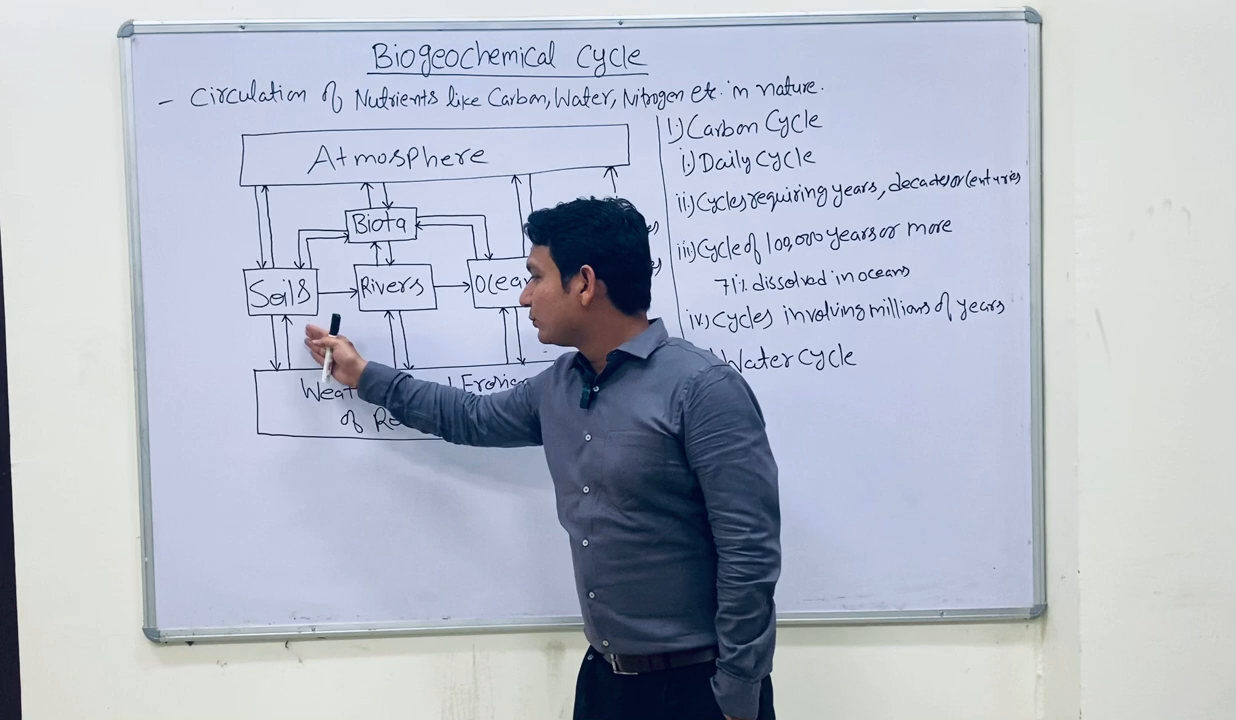 Biogeochemical Cycle
- Circulation of Nutrients like Carbon, Water, Nitrogen etc. in nature.
Atmosphere
Biota
Soils
Rivers
Ocean
Erosion
of
1.) Carbon Cycle
i.) Daily Cycle
ii.) Cycles requiring years, decades or Centuries
iii.) Cycle of 100,000 years or more
71% dissolved in oceans
iv.) Cycles involving millions of years
Water Cycle